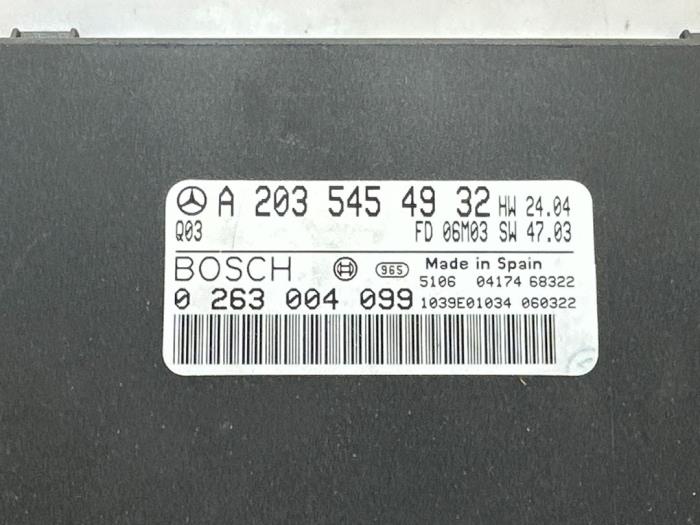 A 203 545 49 32 HW 24.04
Q03 FD 06M03 SW 47.03
BOSCH 965 Made in Spain
5106 04174 68322
0 263 004 099 1039E01034 060322